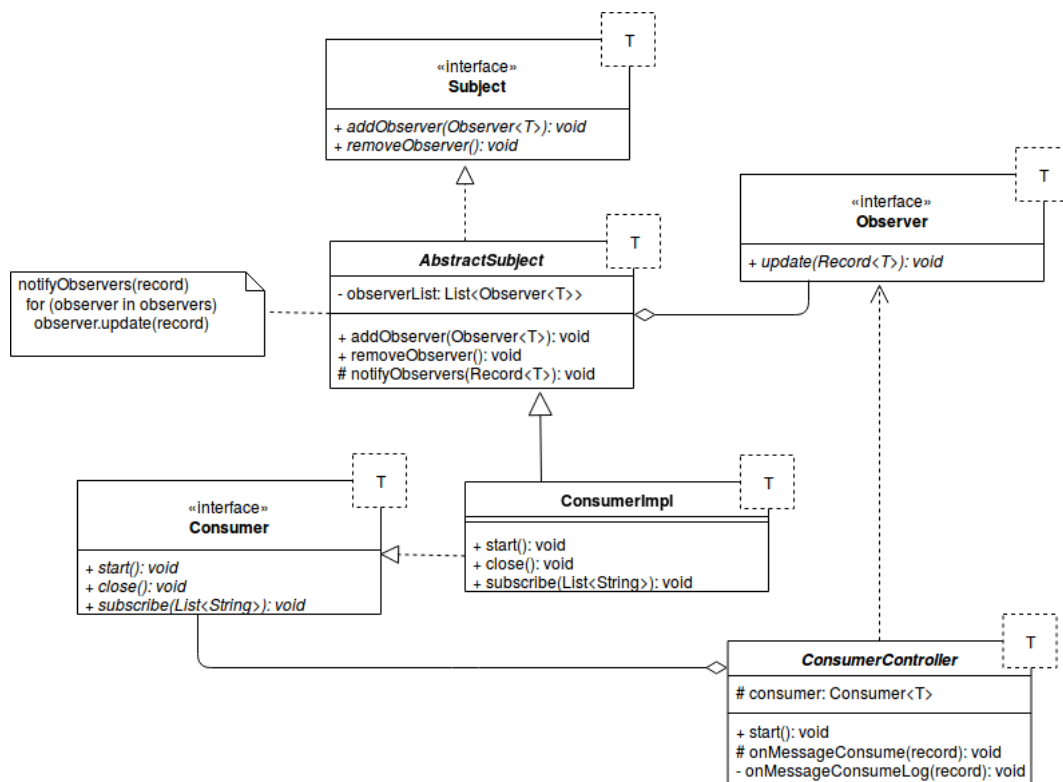 T
«interface»
Subject
+ addObserver(Observer<T>): void
+ removeObserver(): void
T
«interface»
Observer
+ update(Record<T>): void
T
AbstractSubject
- observerList: List<Observer<T>>
+ addObserver(Observer<T>): void
+ removeObserver(): void
# notifyObservers(Record<T>): void
notifyObservers(record)
for (observer in observers)
observer.update(record)
T
«interface»
Consumer
+ start(): void
+ close(): void
+ subscribe(List<String>): void
T
ConsumerImpl
+ start(): void
+ close(): void
+ subscribe(List<String>): void
T
ConsumerController
# consumer: Consumer<T>
+ start(): void
# onMessageConsume(record): void
- onMessageConsumeLog(record): void